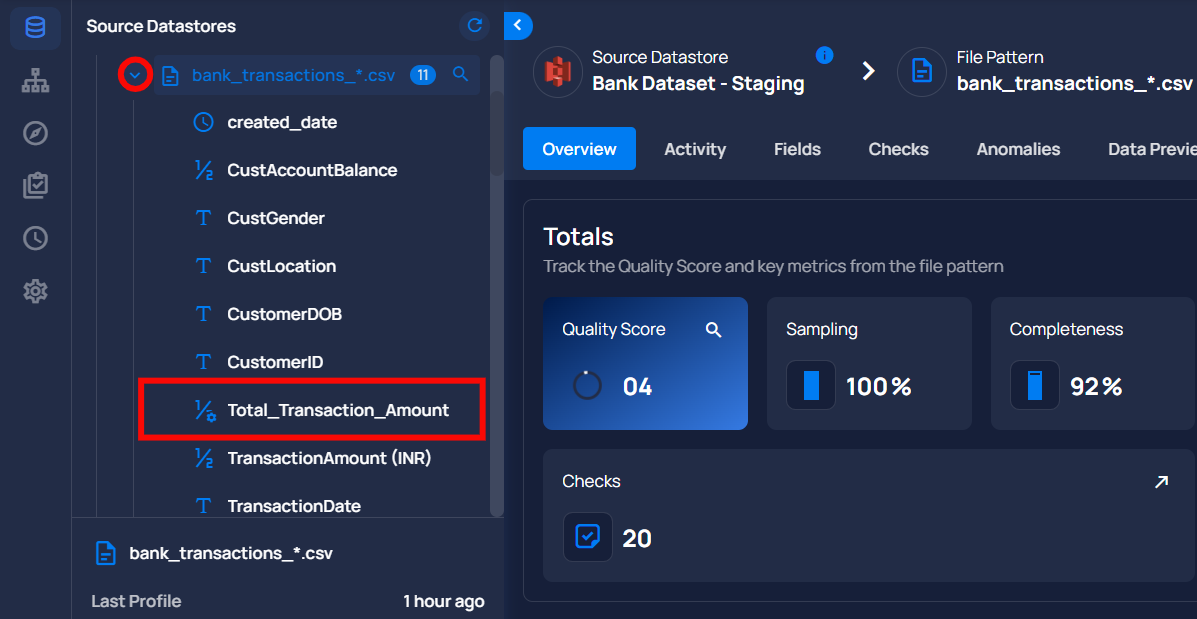 Source Datastores
bank_transactions_*.csv 11
created_date
CustAccountBalance
CustGender
CustLocation
CustomerDOB
CustomerID
Total_Transaction_Amount
TransactionAmount (INR)
TransactionDate
bank_transactions_*.csv
Last Profile 1 hour ago
Source Datastore
Bank Dataset - Staging
File Pattern
bank_transactions_*.csv
Overview Activity Fields Checks Anomalies Data Previe
Totals
Track the Quality Score and key metrics from the file pattern
Quality Score
04
Sampling
100%
Completeness
92%
Checks
20